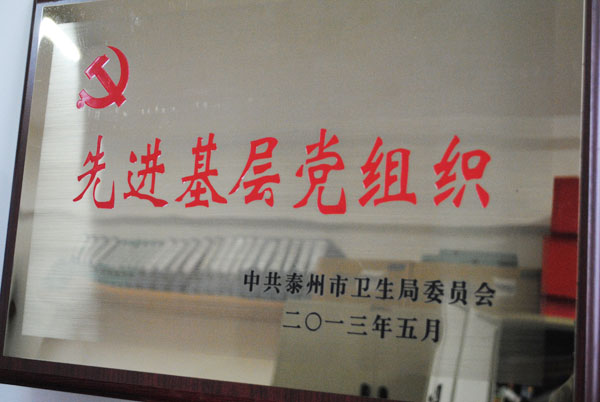 先进基层党组织
中共泰州市卫生局委员会
二〇一三年五月